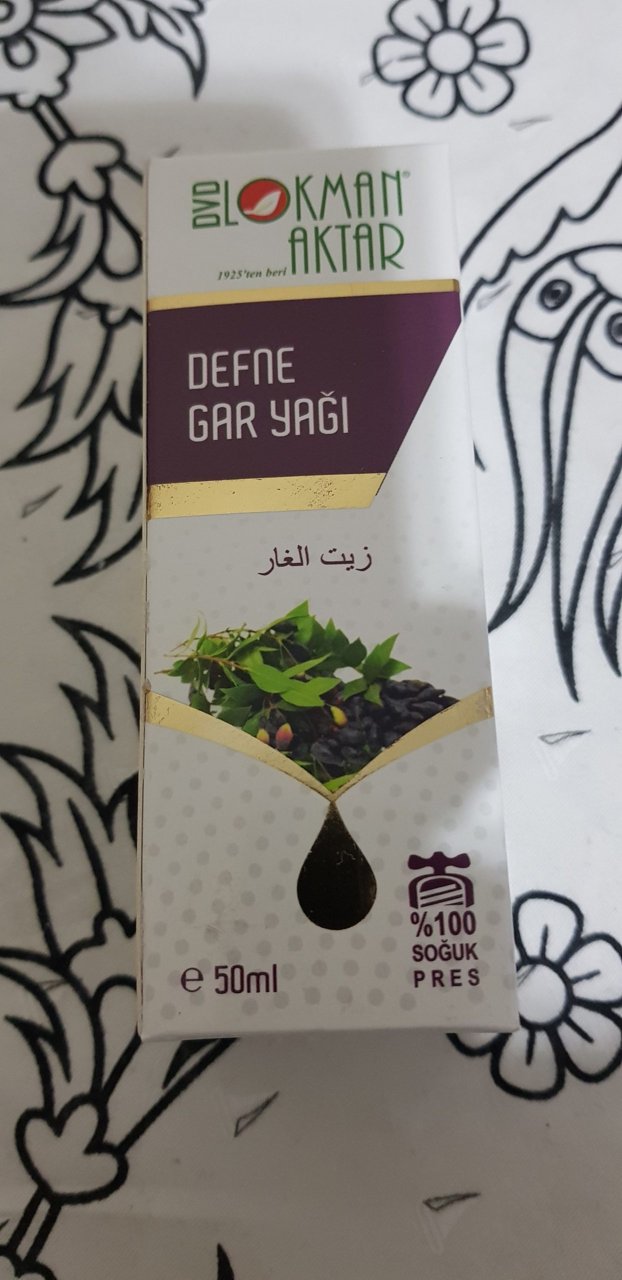 DVD LOKMAN®
AKTAR
1925'ten beri
DEFNE
GAR YAĞI
زيت الغار
%100
SOĞUK
PRES
e 50ml